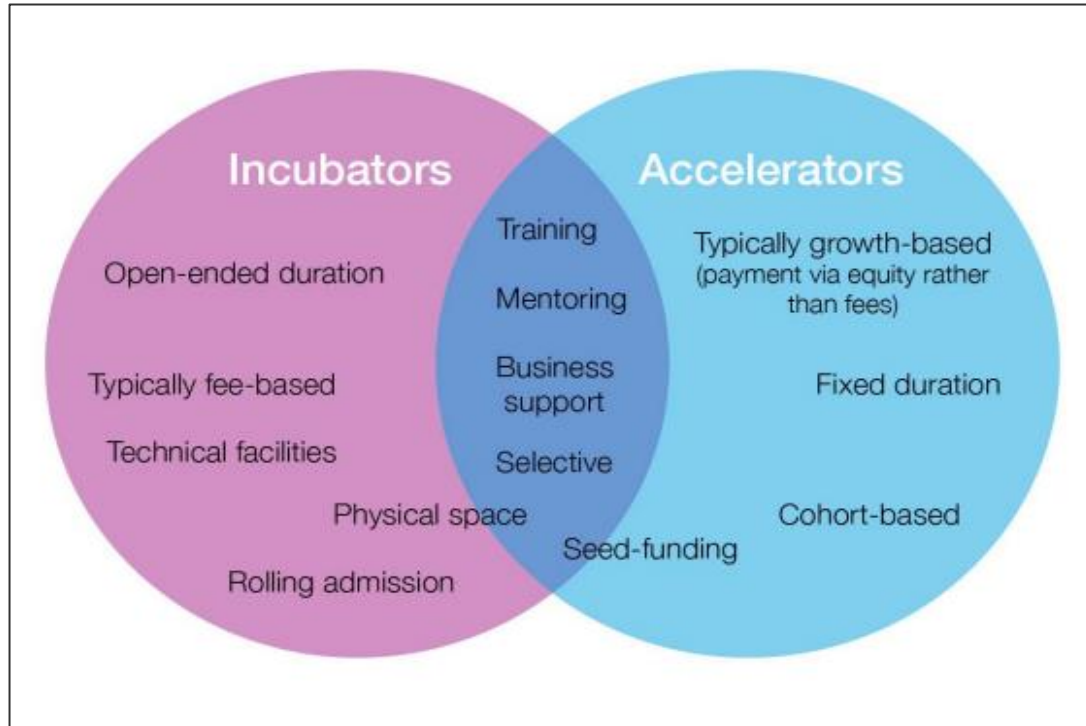 Incubators
Open-ended duration
Typically fee-based
Technical facilities
Physical space
Rolling admission
Training
Mentoring
Business
support
Selective
Seed-funding
Accelerators
Typically growth-based
(payment via equity rather
than fees)
Fixed duration
Cohort-based